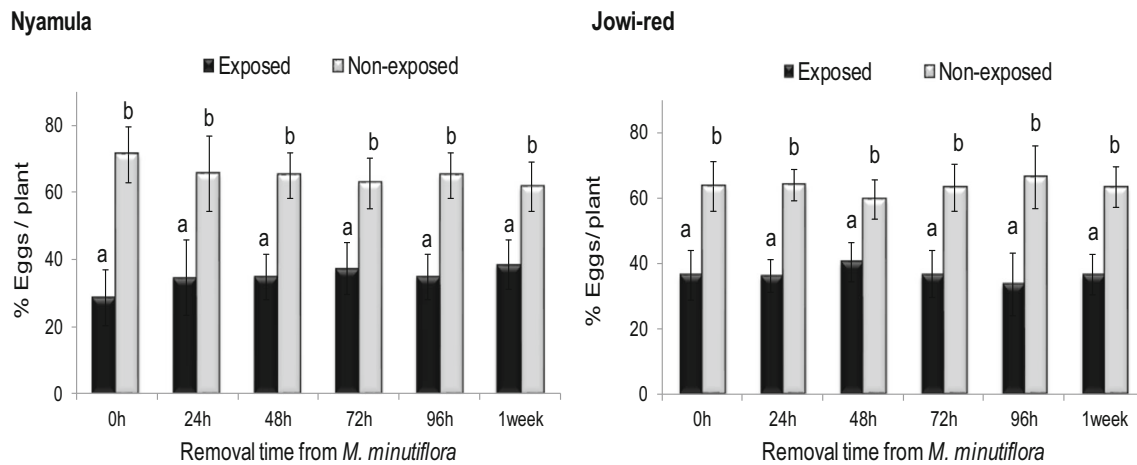 Nyamula
Exposed Non-exposed
% Eggs / plant
80
60
40
20
0
a b a b a b a b a b a b
0h 24h 48h 72h 96h 1week
Removal time from M. minutiflora
Jowi-red
Exposed Non-exposed
% Eggs/ plant
80
60
40
20
0
a b a b a b a b a b a b
0h 24h 48h 72h 96h 1week
Removal time from M. minutiflora